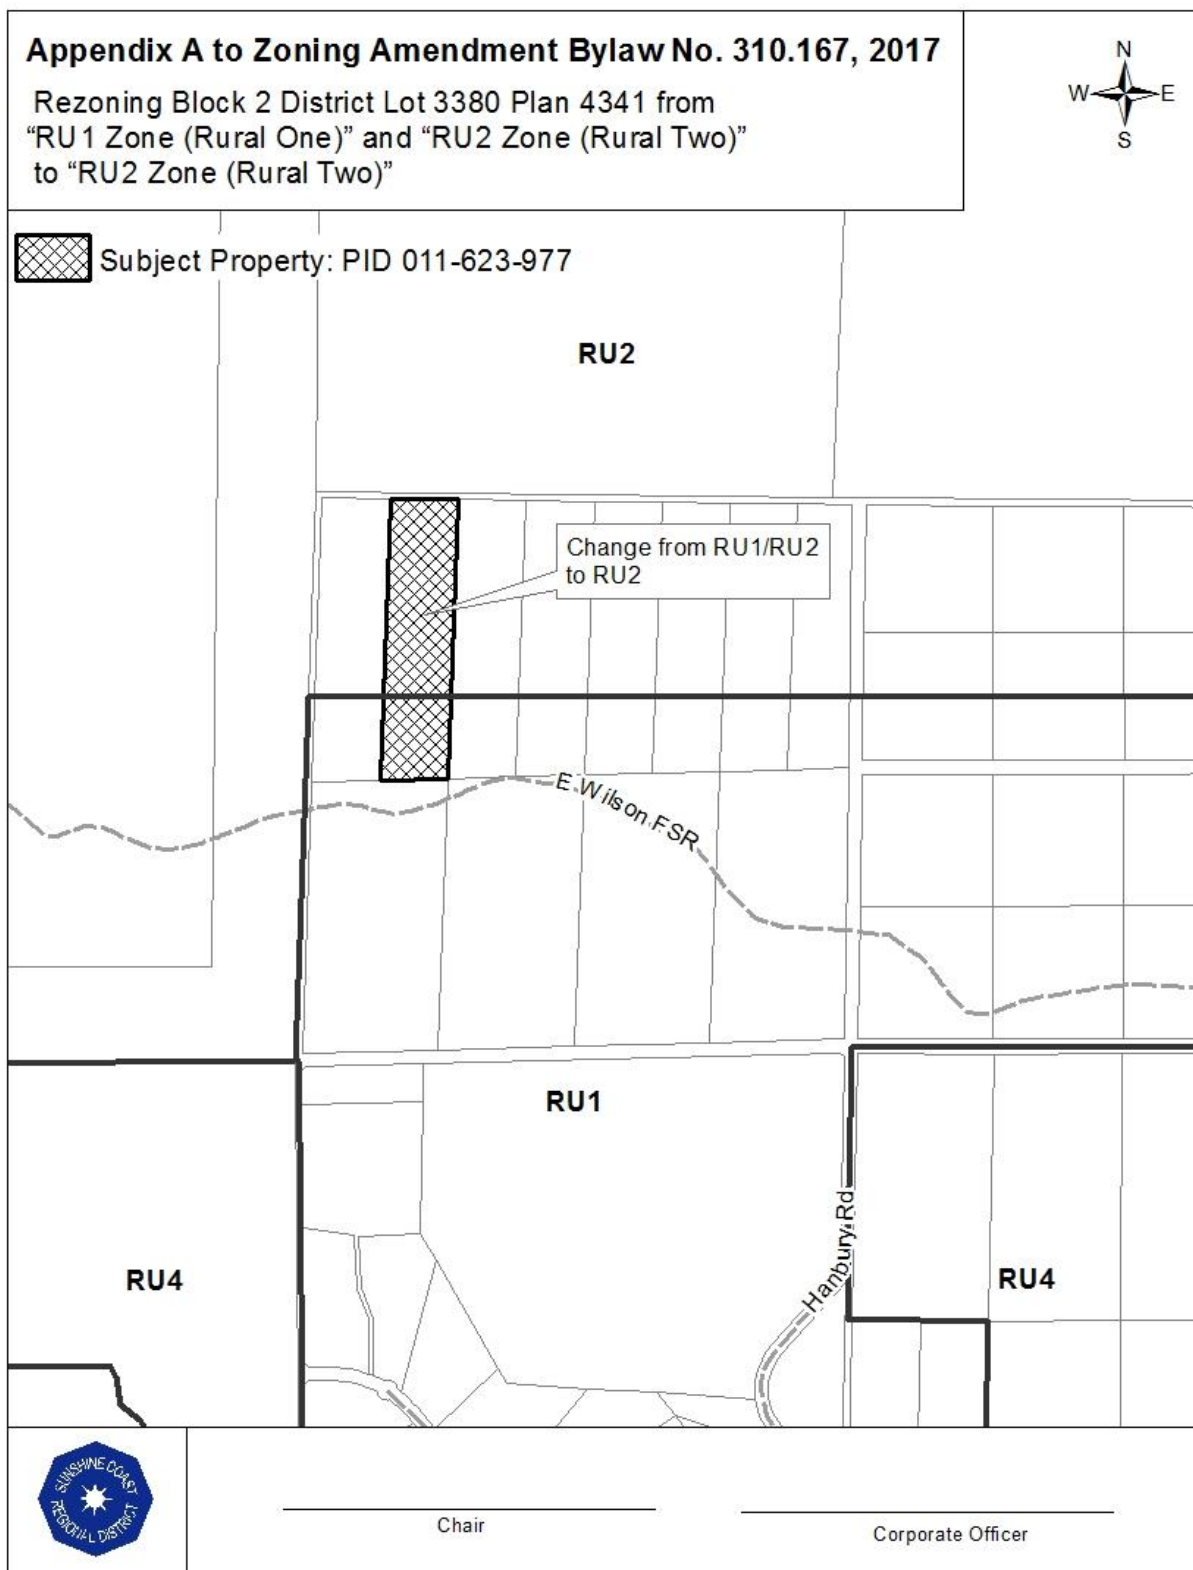 Appendix A to Zoning Amendment Bylaw No. 310.167, 2017
Rezoning Block 2 District Lot 3380 Plan 4341 from
“RU1 Zone (Rural One)” and “RU2 Zone (Rural Two)”
to “RU2 Zone (Rural Two)”
N
W E
S
Subject Property: PID 011-623-977
RU2
Change from RU1/RU2
to RU2
E Wilson FSR
RU1
Hanbury Rd
RU4
RU4
SUNSHINE COAST
REGIONAL DISTRICT
Chair
Corporate Officer